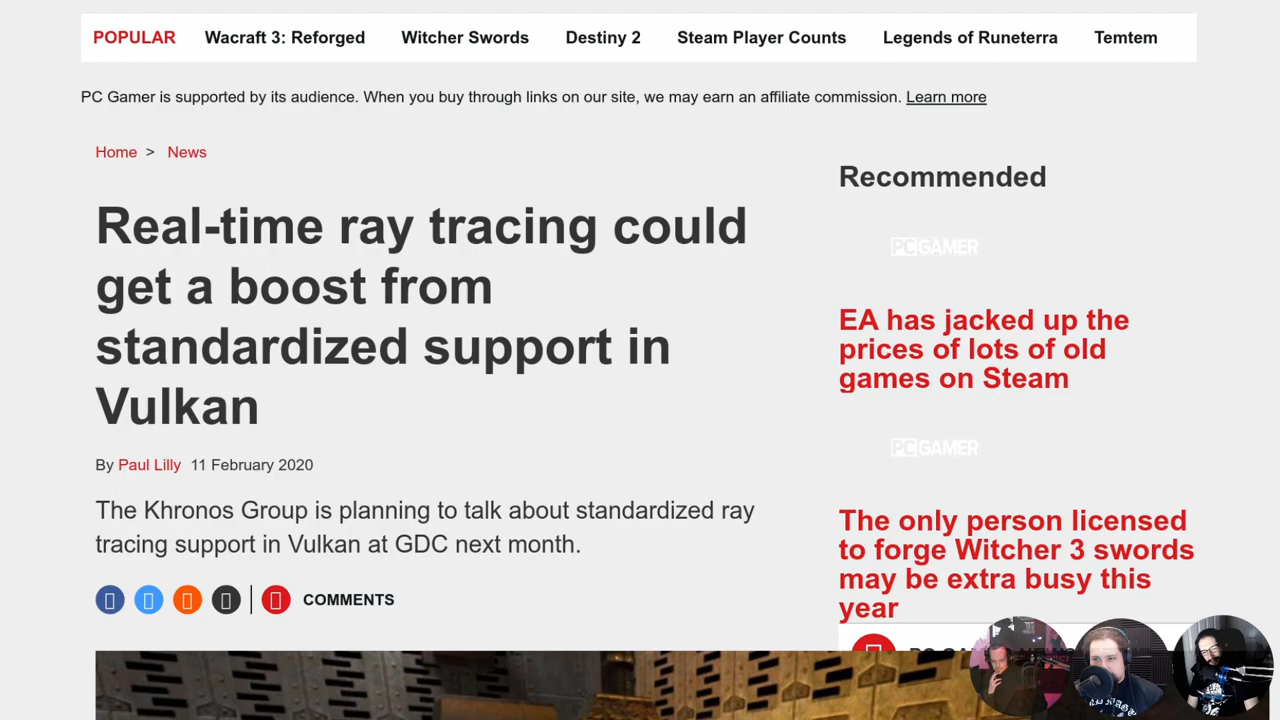 POPULAR Wacraft 3: Reforged Witcher Swords Destiny 2 Steam Player Counts Legends of Runeterra Temtem
PC Gamer is supported by its audience. When you buy through links on our site, we may earn an affiliate commission. Learn more
Home > News
Real-time ray tracing could
get a boost from
standardized support in
Vulkan
By Paul Lilly 11 February 2020
The Khronos Group is planning to talk about standardized ray
tracing support in Vulkan at GDC next month.
COMMENTS
Recommended
PC GAMER
EA has jacked up the
prices of lots of old
games on Steam
PC GAMER
The only person licensed
to forge Witcher 3 swords
may be extra busy this
year